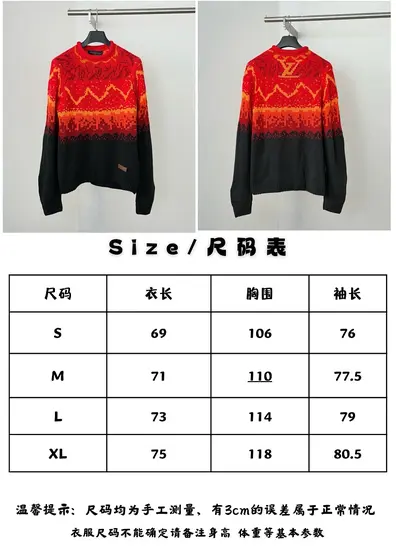 Size/尺码表
尺码 衣长 胸围 袖长
S 69 106 76
M 71 110 77.5
L 73 114 79
XL 75 118 80.5
温馨提示: 尺码均为手工测量、有3cm的误差属于正常情况
衣服尺码不能确定请备注身高 体重等基本参数